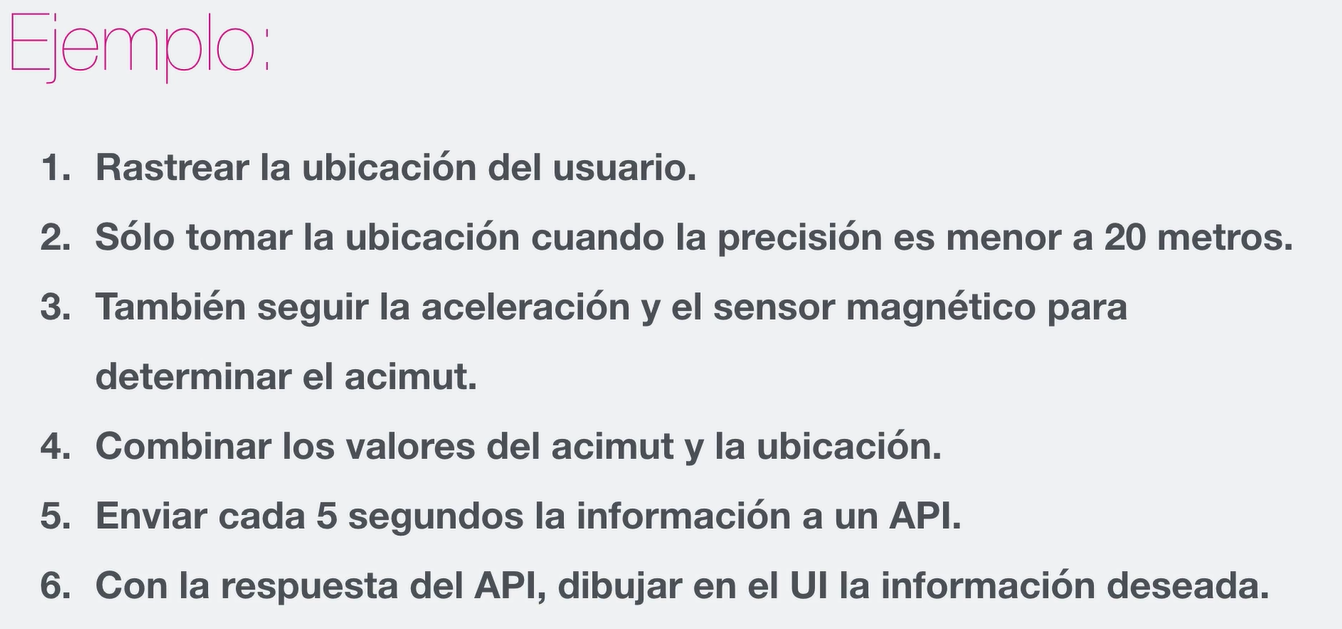 Ejemplo:
1. Rastrear la ubicación del usuario.
2. Sólo tomar la ubicación cuando la precisión es menor a 20 metros.
3. También seguir la aceleración y el sensor magnético para
determinar el acimut.
4. Combinar los valores del acimut y la ubicación.
5. Enviar cada 5 segundos la información a un API.
6. Con la respuesta del API, dibujar en el UI la información deseada.